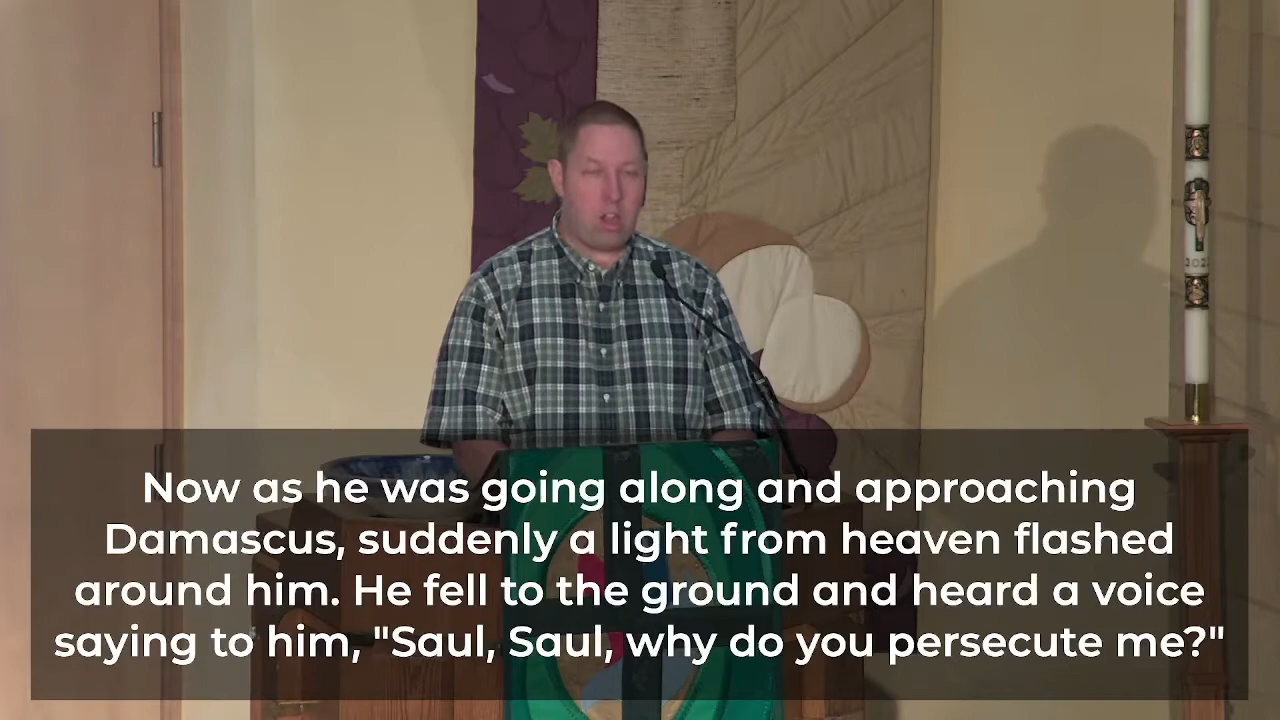 Now as he was going along and approaching
Damascus, suddenly a light from heaven flashed
around him. He fell to the ground and heard a voice
saying to him, "Saul, Saul, why do you persecute me?"